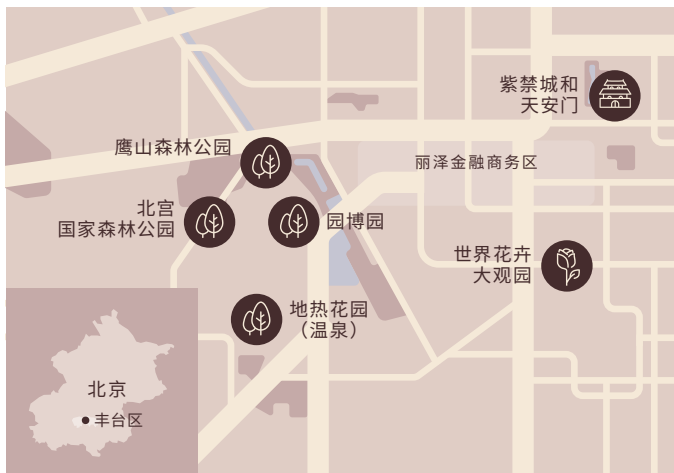 紫禁城和
天安门
鹰山森林公园
丽泽金融商务区
北宫
国家森林公园
园博园
世界花卉
大观园
地热花园
（温泉）
北京
丰台区